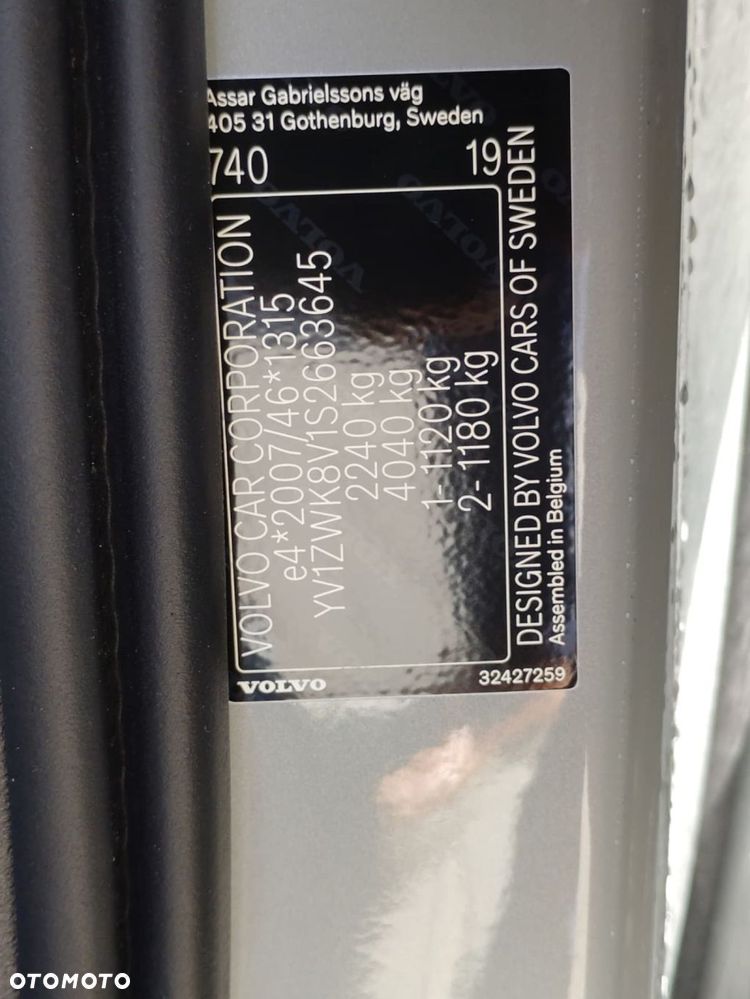 Assar Gabrielssons väg
405 31 Gothenburg, Sweden
740 19
VOLVO CAR CORPORATION
e4*2007/46*1315
YV1ZWK8V1S2663645
2240 kg
4040 kg
1- 1120 kg
2- 1180 kg
DESIGNED BY VOLVO CARS OF SWEDEN
Assembled in Belgium
VOLVO
32427259
OTOMOTO